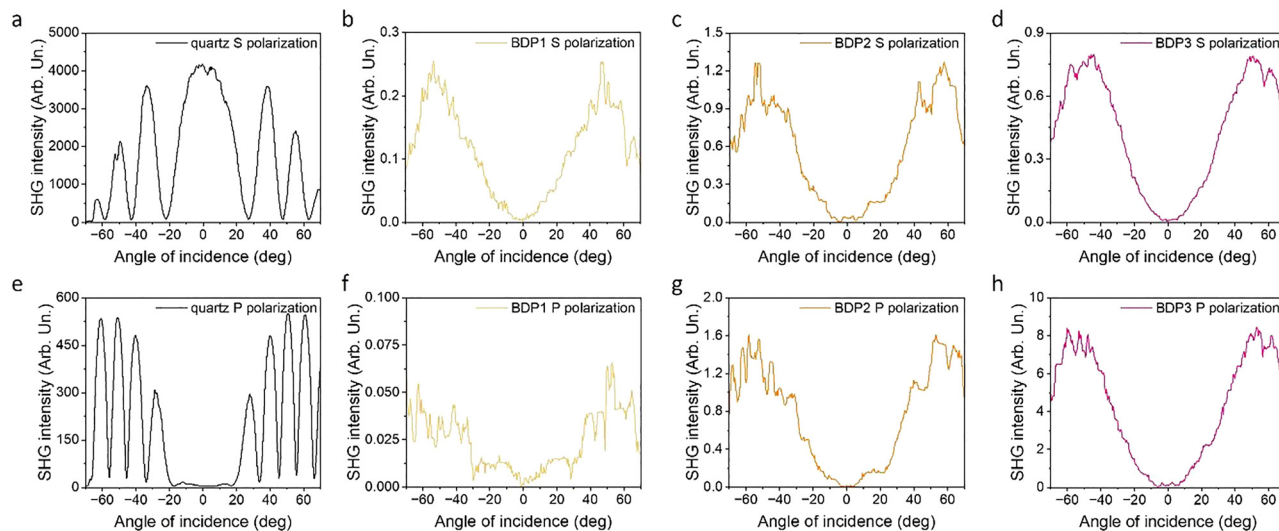 a
quartz S polarization
SHG intensity (Arb. Un.)
5000
4000
3000
2000
1000
0
−60 −40 −20 0 20 40 60
Angle of incidence (deg)
b
BDP1 S polarization
SHG intensity (Arb. Un.)
0.3
0.2
0.1
0.0
−60 −40 −20 0 20 40 60
Angle of incidence (deg)
c
BDP2 S polarization
SHG intensity (Arb. Un.)
1.5
1.2
0.9
0.6
0.3
0.0
−60 −40 −20 0 20 40 60
Angle of incidence (deg)
d
BDP3 S polarization
SHG intensity (Arb. Un.)
0.9
0.6
0.3
0.0
−60 −40 −20 0 20 40 60
Angle of incidence (deg)
e
quartz P polarization
SHG intensity (Arb. Un.)
600
450
300
150
0
−60 −40 −20 0 20 40 60
Angle of incidence (deg)
f
BDP1 P polarization
SHG intensity (Arb. Un.)
0.100
0.075
0.050
0.025
0.000
−60 −40 −20 0 20 40 60
Angle of incidence (deg)
g
BDP2 P polarization
SHG intensity (Arb. Un.)
2.0
1.6
1.2
0.8
0.4
0.0
−60 −40 −20 0 20 40 60
Angle of incidence (deg)
h
BDP3 P polarization
SHG intensity (Arb. Un.)
10
8
6
4
2
0
−60 −40 −20 0 20 40 60
Angle of incidence (deg)